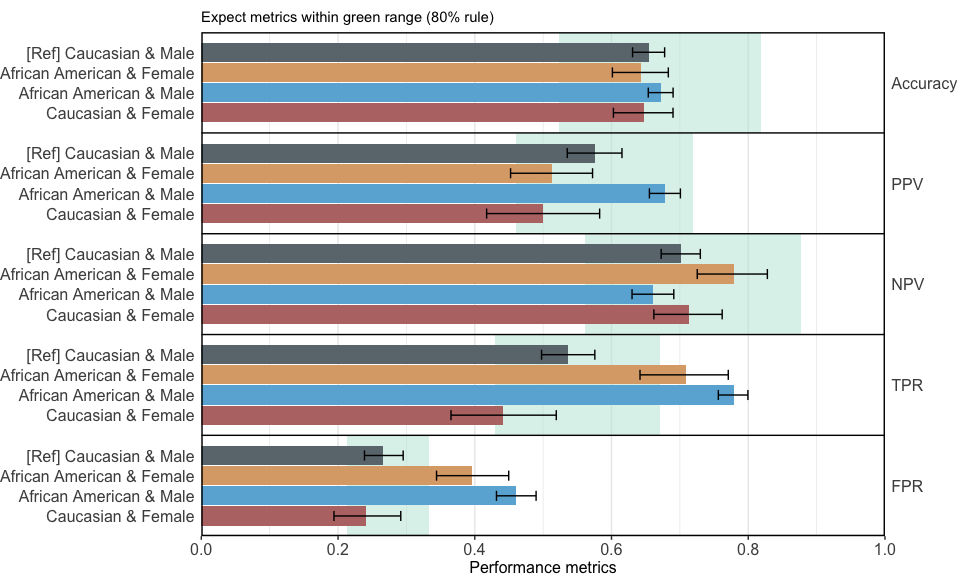 Expect metrics within green range (80% rule)
[Ref] Caucasian & Male
African American & Female
African American & Male
Caucasian & Female
Accuracy
[Ref] Caucasian & Male
African American & Female
African American & Male
Caucasian & Female
PPV
[Ref] Caucasian & Male
African American & Female
African American & Male
Caucasian & Female
NPV
[Ref] Caucasian & Male
African American & Female
African American & Male
Caucasian & Female
TPR
[Ref] Caucasian & Male
African American & Female
African American & Male
Caucasian & Female
FPR
0.0 0.2 0.4 0.6 0.8 1.0
Performance metrics